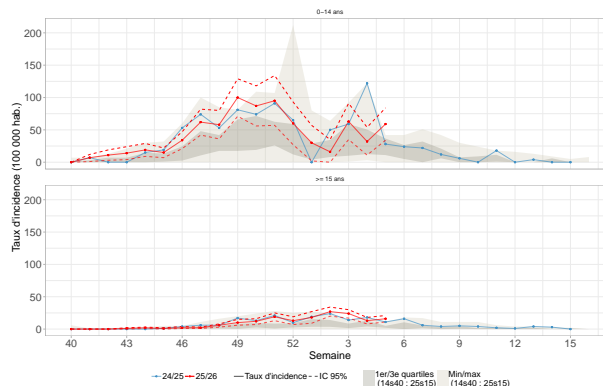 0−14 ans
200
150
100
50
0
>= 15 ans
200
150
100
50
0
Taux d'incidence (100 000 hab.)
40 43 46 49 52 3 6 9 12 15
Semaine
24/25 25/26 Taux d'incidence IC 95% 1er/3e quartiles (14s40 ; 25s15) Min/max (14s40 ; 25s15)